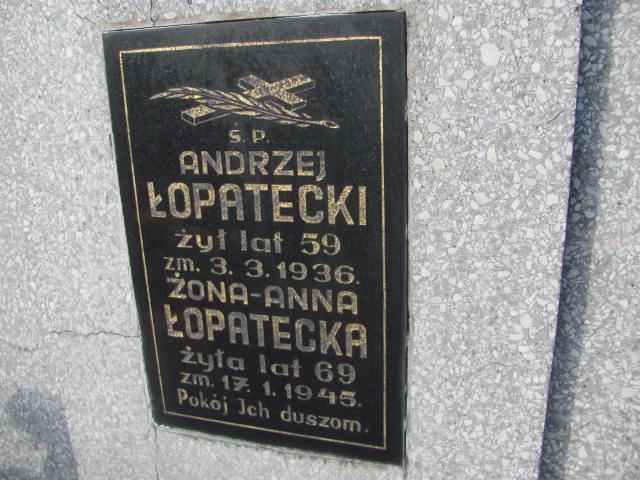 Ś. P.
ANDRZEJ
ŁOPATECKI
żył lat 59
zm. 3. 3. 1936.
ŻONA-ANNA
ŁOPATECKA
żyła lat 69
zm. 17. 1. 1945.
Pokój Ich duszom.